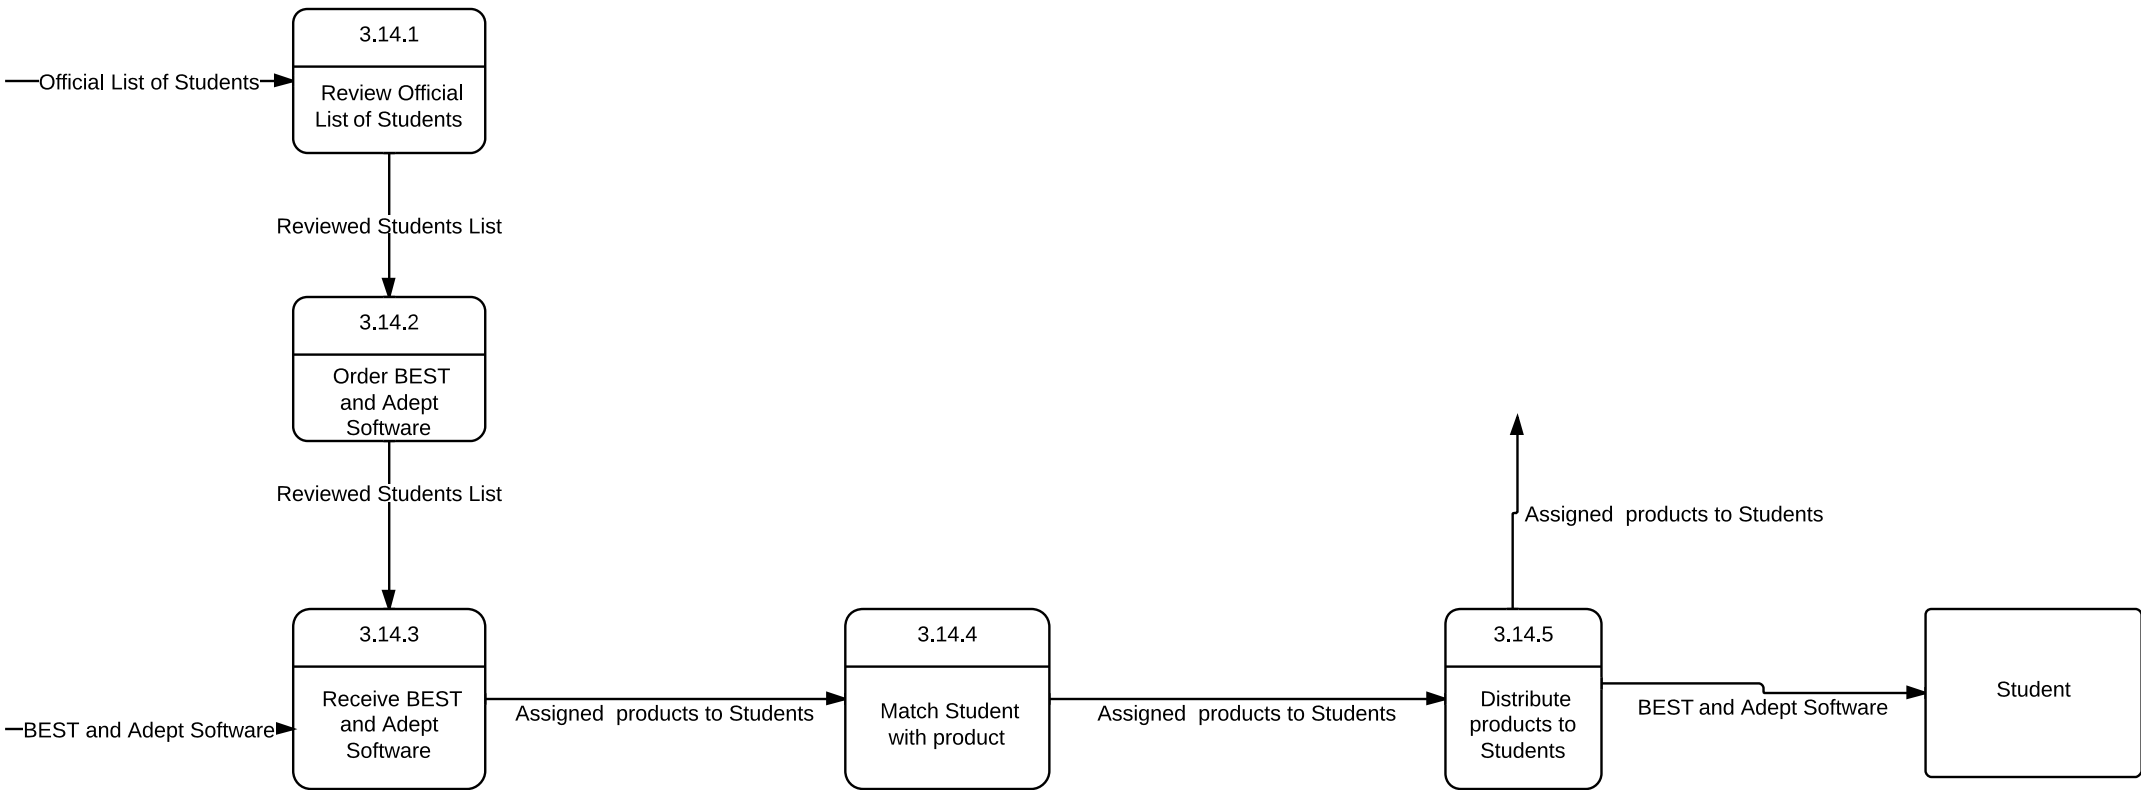 3.14.1
Official List of Students
Review Official
List of Students
Reviewed Students List
3.14.2
Order BEST
and Adept
Software
Reviewed Students List
Assigned  products to Students
3.14.3
3.14.4
3.14.5
Receive BEST
and Adept
Software
BEST and Adept Software
Assigned  products to Students
Match Student
with product
Assigned  products to Students
Distribute
products to
Students
BEST and Adept Software
Student